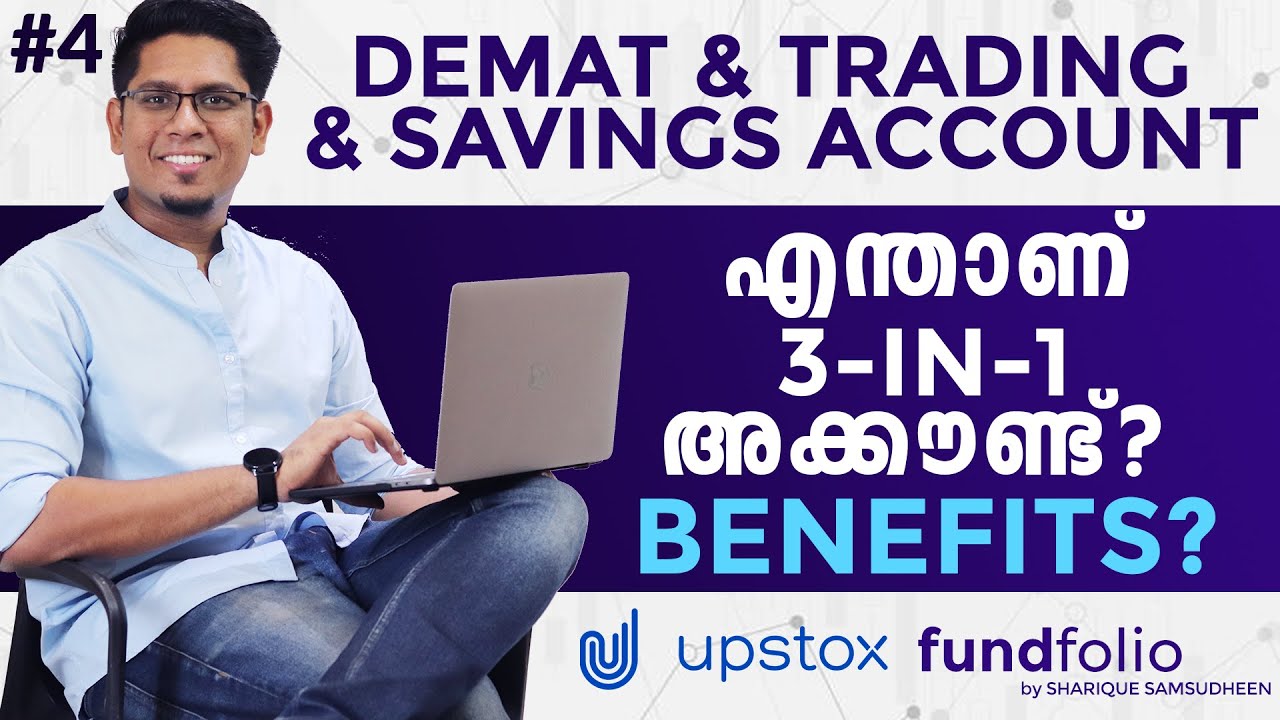 #4
DEMAT & TRADING
& SAVINGS ACCOUNT
എന്താണ്
3-IN-1
അക്കൗണ്ട്?
BENEFITS?
upstox
fundfolio
by SHARIQUE SAMSUDHEEN